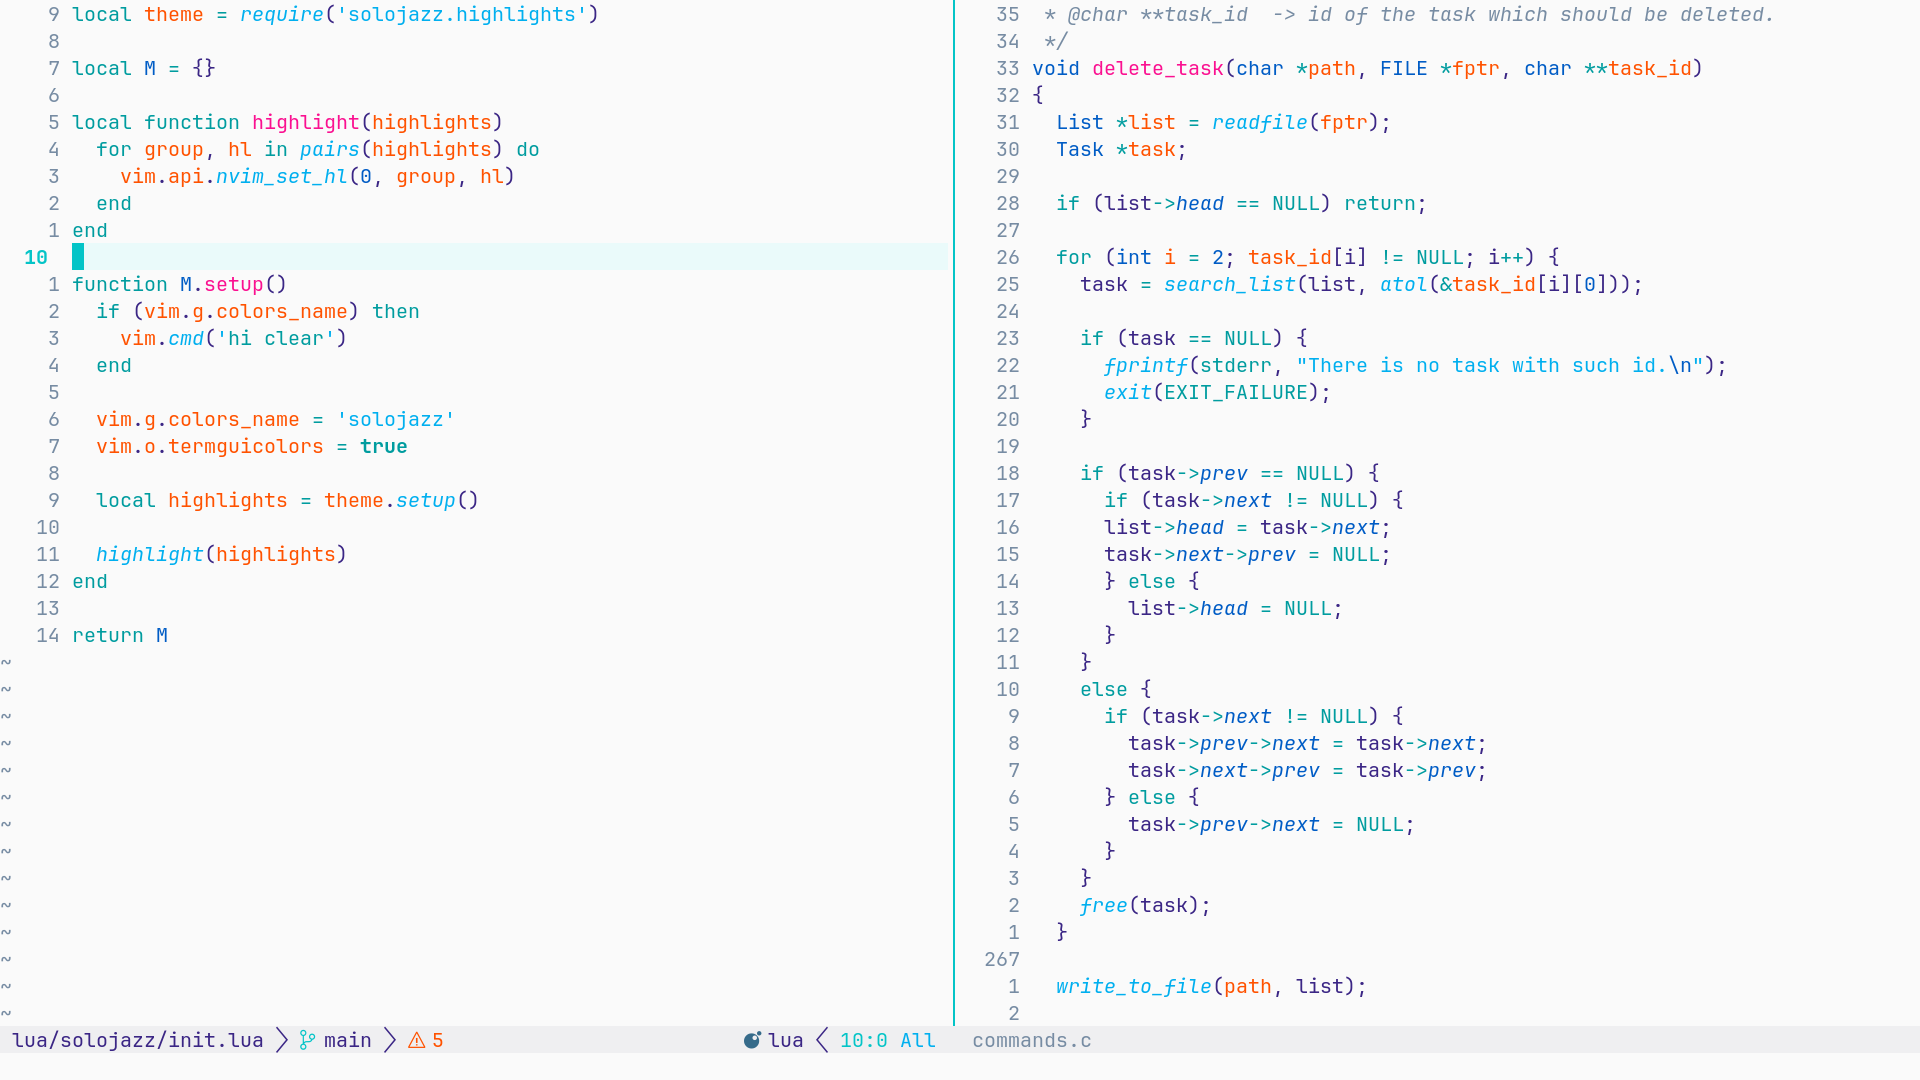 9 local theme = require('solojazz.highlights')
8
7 local M = {}
6
5 local function highlight(highlights)
4   for group, hl in pairs(highlights) do
3     vim.api.nvim_set_hl(0, group, hl)
2   end
1 end
10
1 function M.setup()
2   if (vim.g.colors_name) then
3     vim.cmd('hi clear')
4   end
5
6   vim.g.colors_name = 'solojazz'
7   vim.o.termguicolors = true
8
9   local highlights = theme.setup()
10
11   highlight(highlights)
12 end
13
14 return M
~
~
~
~
~
~
~
~
~
~
~
~
~
~
lua/solojazz/init.lua main 5 lua 10:0 All
35  * @char **task_id  -> id of the task which should be deleted.
34  */
33 void delete_task(char *path, FILE *fptr, char **task_id)
32 {
31   List *list = readfile(fptr);
30   Task *task;
29
28   if (list->head == NULL) return;
27
26   for (int i = 2; task_id[i] != NULL; i++) {
25     task = search_list(list, atol(&task_id[i][0]));
24
23     if (task == NULL) {
22       fprintf(stderr, "There is no task with such id.\n");
21       exit(EXIT_FAILURE);
20     }
19
18     if (task->prev == NULL) {
17       if (task->next != NULL) {
16       list->head = task->next;
15       task->next->prev = NULL;
14       } else {
13         list->head = NULL;
12       }
11     }
10     else {
9       if (task->next != NULL) {
8         task->prev->next = task->next;
7         task->next->prev = task->prev;
6       } else {
5         task->prev->next = NULL;
4       }
3     }
2     free(task);
1   }
267
1   write_to_file(path, list);
2
commands.c